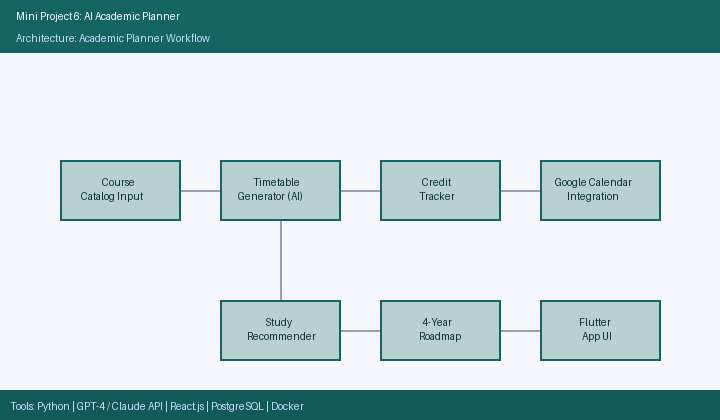 Mini Project 6: AI Academic Planner
Architecture: Academic Planner Workflow
Course
Catalog Input
Timetable
Generator (AI)
Credit
Tracker
Google Calendar
Integration
Study
Recommender
4-Year
Roadmap
Flutter
App UI
Tools: Python | GPT-4 / Claude API | React.js | PostgreSQL | Docker